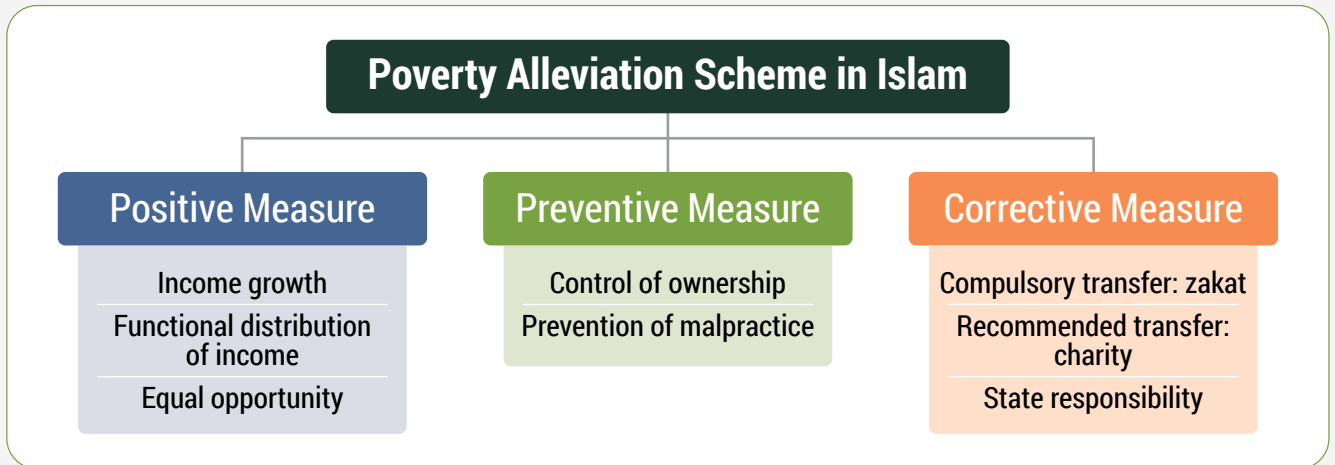 Poverty Alleviation Scheme in Islam
Positive Measure
Income growth
Functional distribution
of income
Equal opportunity
Preventive Measure
Control of ownership
Prevention of malpractice
Corrective Measure
Compulsory transfer: zakat
Recommended transfer:
charity
State responsibility